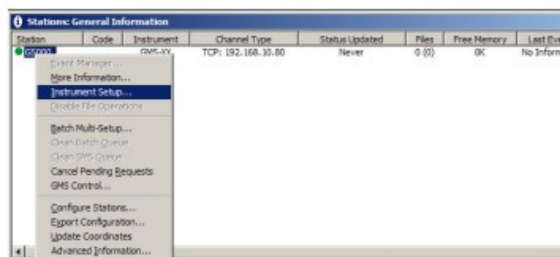 Stations: General Information
Station Code Instrument Channel Type Status Updated Files Free Memory Last Eve
GMS-XX TCP: 192.168.10.80 Never 0 (0) 0K No Inform
Event Manager...
More Information...
Instrument Setup...
Disable File Operations
Batch Multi-Setup...
Clean Batch Queue
Clean SMS Queue
Cancel Pending Requests
GMS Control...
Configure Stations...
Export Configuration...
Update Coordinates
Advanced Information...